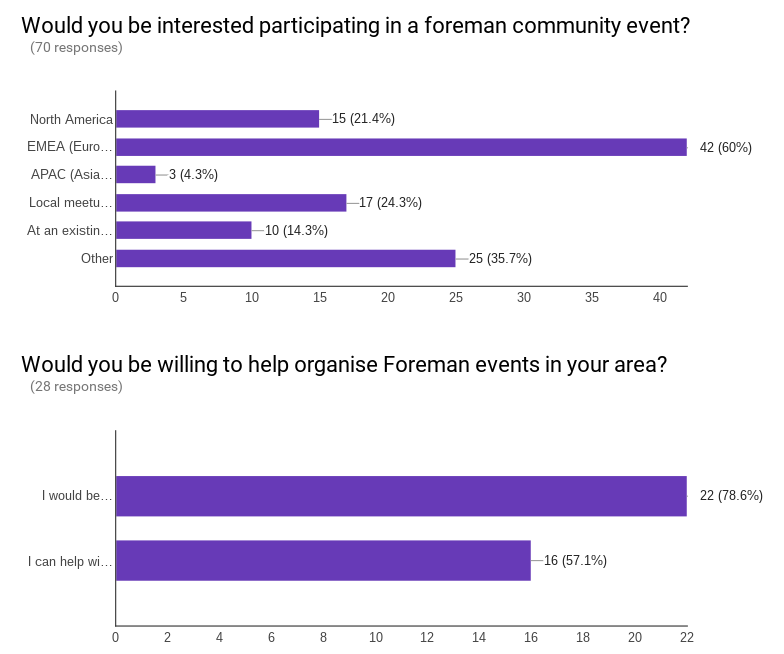 Would you be interested participating in a foreman community event?
(70 responses)
North America 15 (21.4%)
EMEA (Euro… 42 (60%)
APAC (Asia… 3 (4.3%)
Local meetu… 17 (24.3%)
At an existin… 10 (14.3%)
Other 25 (35.7%)
0 5 10 15 20 25 30 35 40
Would you be willing to help organise Foreman events in your area?
(28 responses)
I would be… 22 (78.6%)
I can help wi… 16 (57.1%)
0 2 4 6 8 10 12 14 16 18 20 22